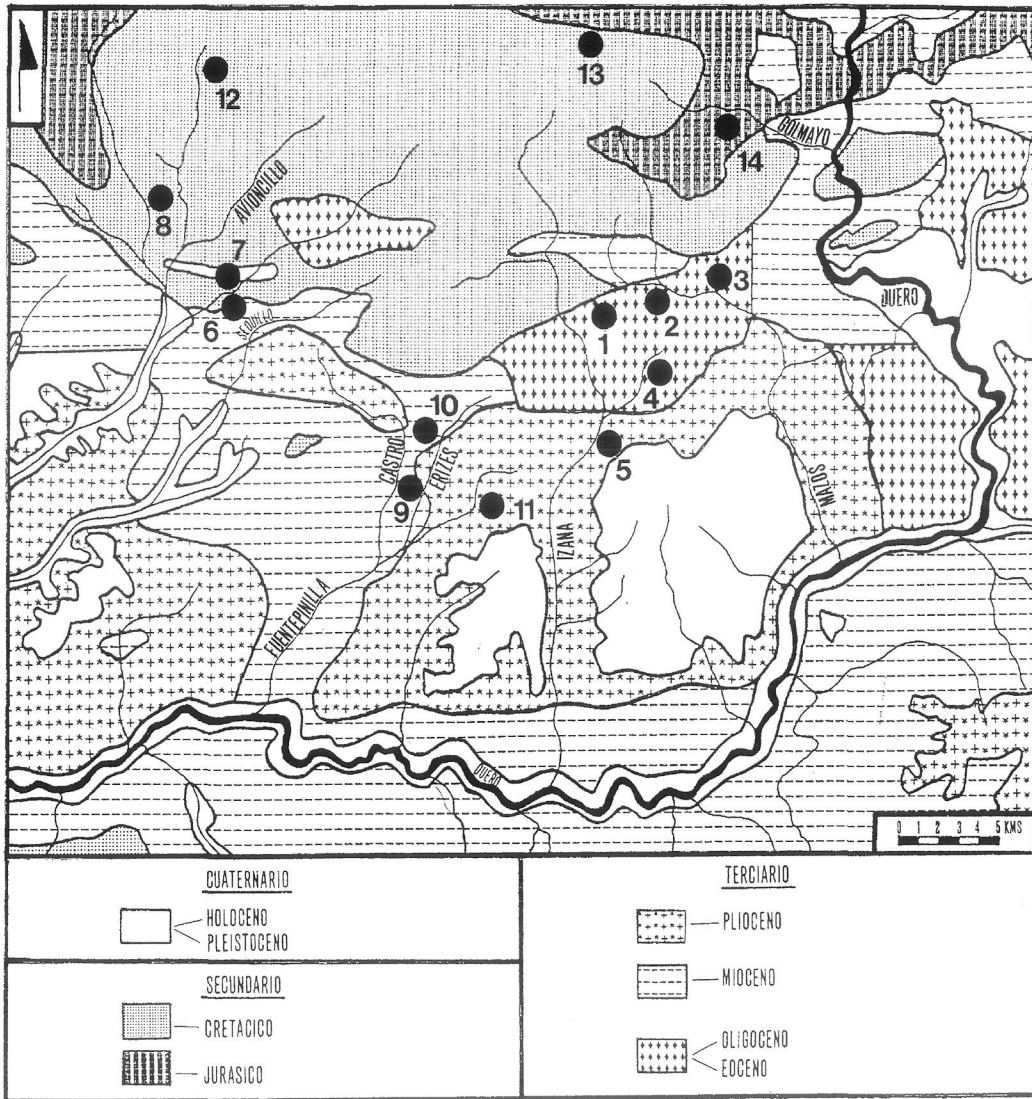 13
12
GOLMAYO
14
AVIONCILLO
8
7
3
DUERO
6
SEQUILLO
2
1
4
10
CASTRO
ERIZES
5
MAZOS
9
11
IZANA
FUENTEPINILLA
DUERO
0 1 2 3 4 5 KMS
CUATERNARIO
HOLOCENO
PLEISTOCENO
SECUNDARIO
CRETACICO
JURASICO
TERCIARIO
PLIOCENO
MIOCENO
OLIGOCENO
EOCENO